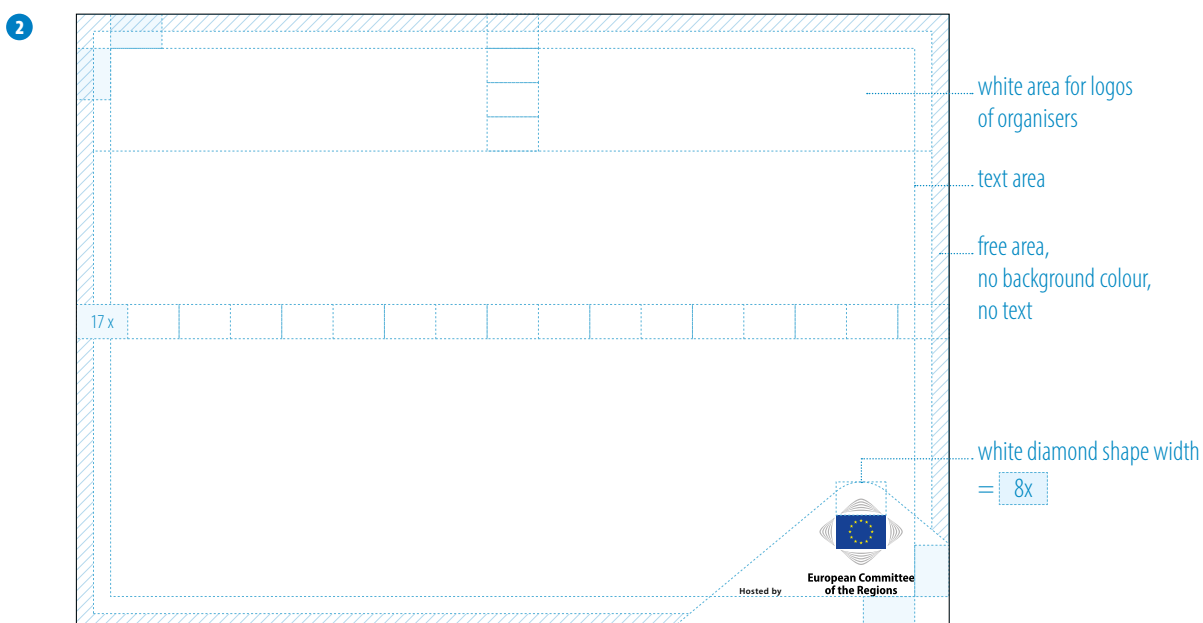 2
white area for logos
of organisers
text area
free area,
no background colour,
no text
17 x
white diamond shape width
= 8x
European Committee
of the Regions
Hosted by